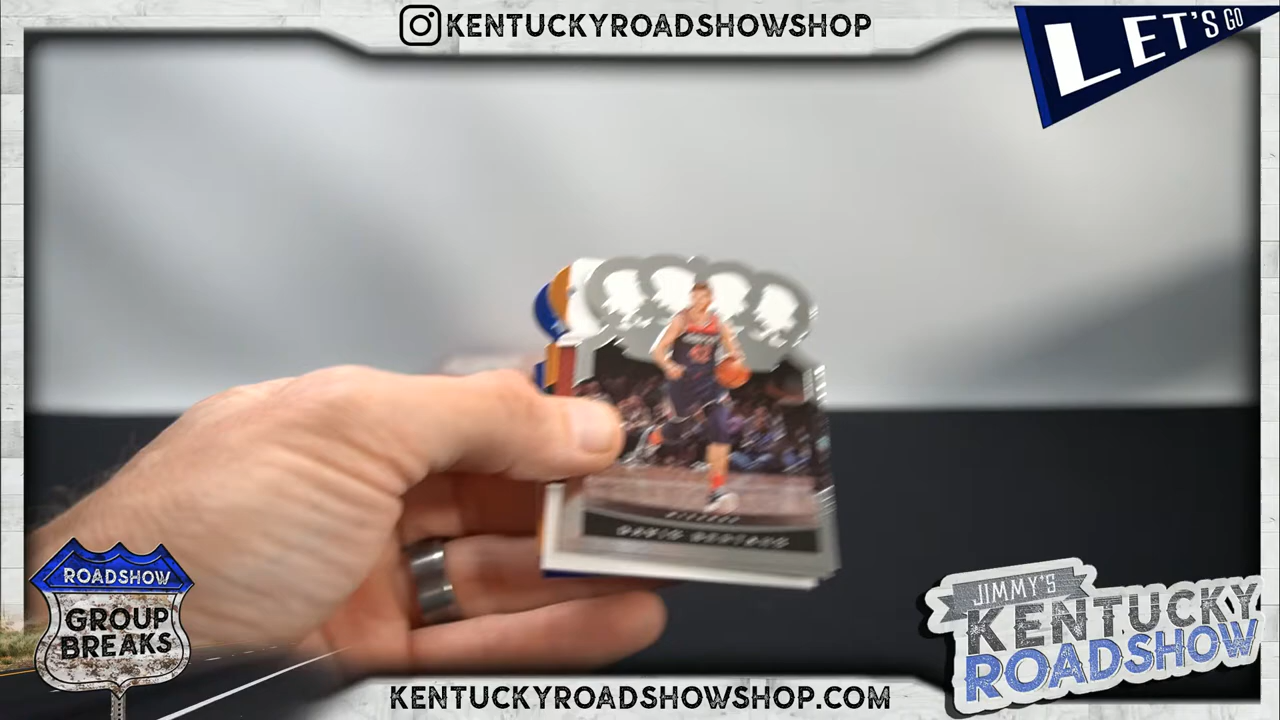 KENTUCKYROADSHOWSHOP
LET'S GO
ROADSHOW
GROUP
BREAKS
JIMMY'S
KENTUCKY
ROADSHOW
KENTUCKYROADSHOWSHOP.COM